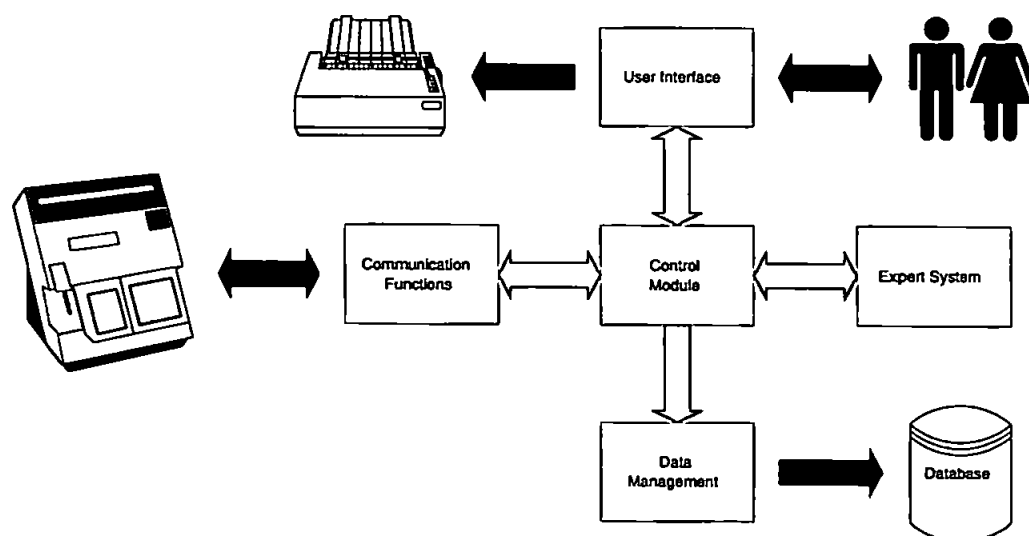 User Interface
Communication
Functions
Control
Module
Expert System
Data
Management
Database